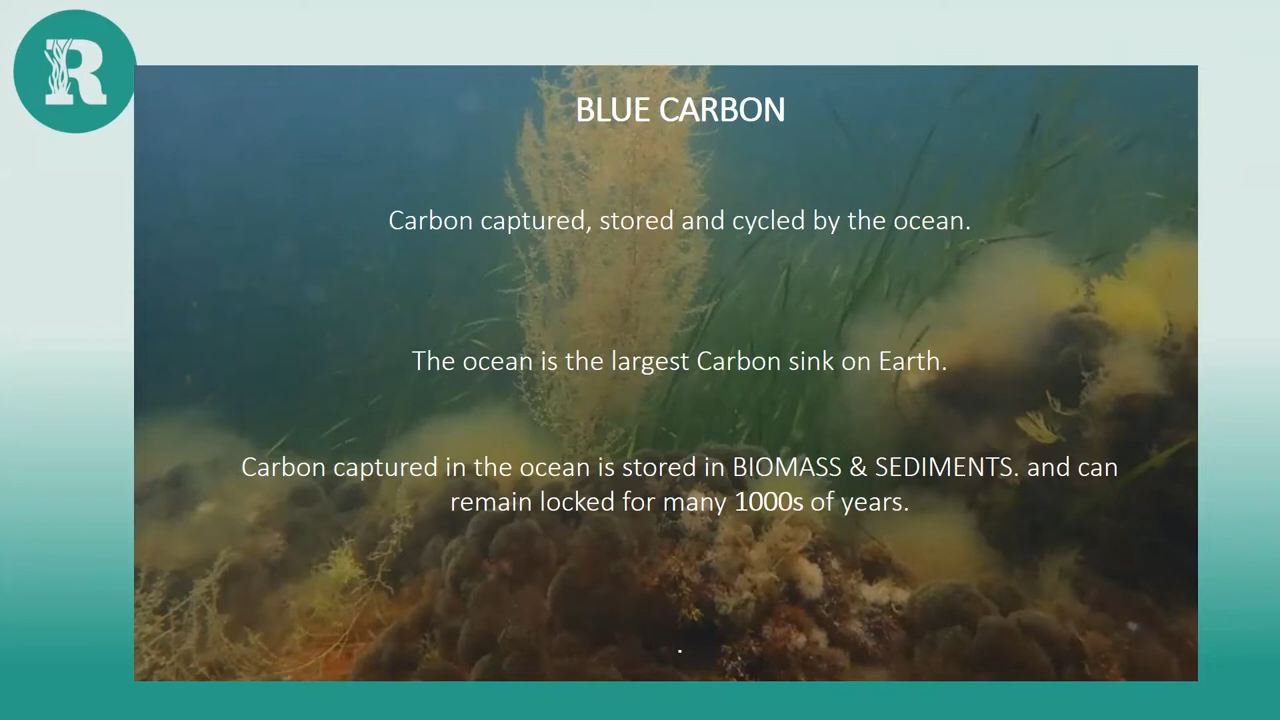 R
BLUE CARBON
Carbon captured, stored and cycled by the ocean.
The ocean is the largest Carbon sink on Earth.
Carbon captured in the ocean is stored in BIOMASS & SEDIMENTS. and can
remain locked for many 1000s of years.
.